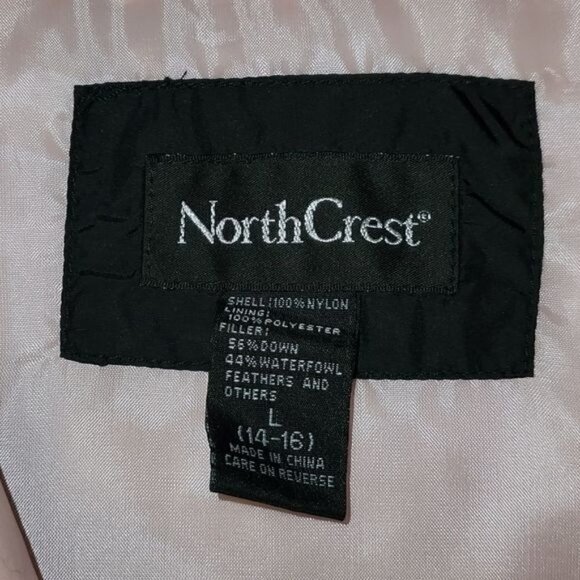 NorthCrest®
SHELL:100%NYLON
LINING:
100%POLYESTER
FILLER:
56%DOWN
44%WATERFOWL
FEATHERS AND
OTHERS
L
(14-16)
MADE IN CHINA
CARE ON REVERSE